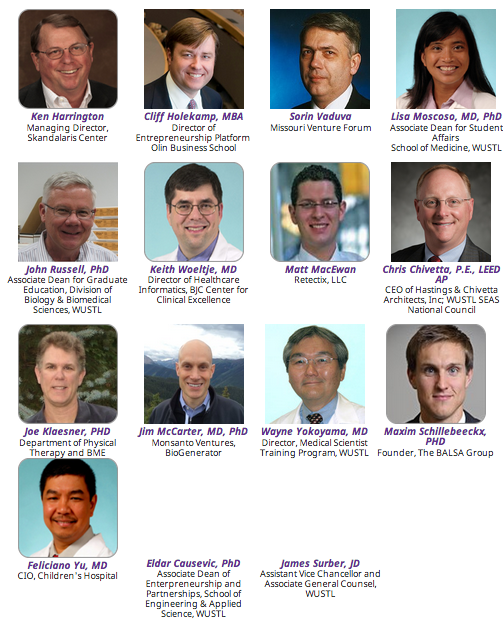 Ken Harrington
Managing Director,
Skandalaris Center
Cliff Holekamp, MBA
Director of
Entrepreneurship Platform
Olin Business School
Sorin Vaduva
Missouri Venture Forum
Lisa Moscoso, MD, PhD
Associate Dean for Student
Affairs
School of Medicine, WUSTL
John Russell, PhD
Associate Dean for Graduate
Education, Division of
Biology & Biomedical
Sciences, WUSTL
Keith Woeltje, MD
Director of Healthcare
Informatics, BJC Center for
Clinical Excellence
Matt MacEwan
Retectix, LLC
Chris Chivetta, P.E., LEED
AP
CEO of Hastings & Chivetta
Architects, Inc; WUSTL SEAS
National Council
Joe Klaesner, PHD
Department of Physical
Therapy and BME
Jim McCarter, MD, PhD
Monsanto Ventures,
BioGenerator
Wayne Yokoyama, MD
Director, Medical Scientist
Training Program, WUSTL
Maxim Schillebeeckx,
PHD
Founder, The BALSA Group
Feliciano Yu, MD
CIO, Children's Hospital
Eldar Causevic, PhD
Associate Dean of
Enterpreneurship and
Partnerships, School of
Engineering & Applied
Science, WUSTL
James Surber, JD
Assistant Vice Chancellor and
Associate General Counsel,
WUSTL